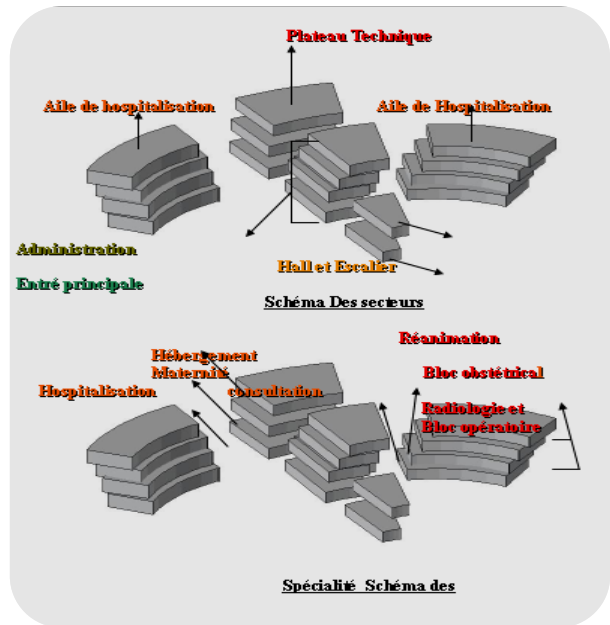 Plateau Technique
Aile de hospitalisation
Aile de Hospitalisation
Administration
Entré principale
Hall et Escalier
Schéma Des secteurs
Réanimation
Hébergement
Maternité
Bloc obstétrical
Hospitalisation
consultation
Radiologie et
Bloc opératoire
Spécialité Schéma des